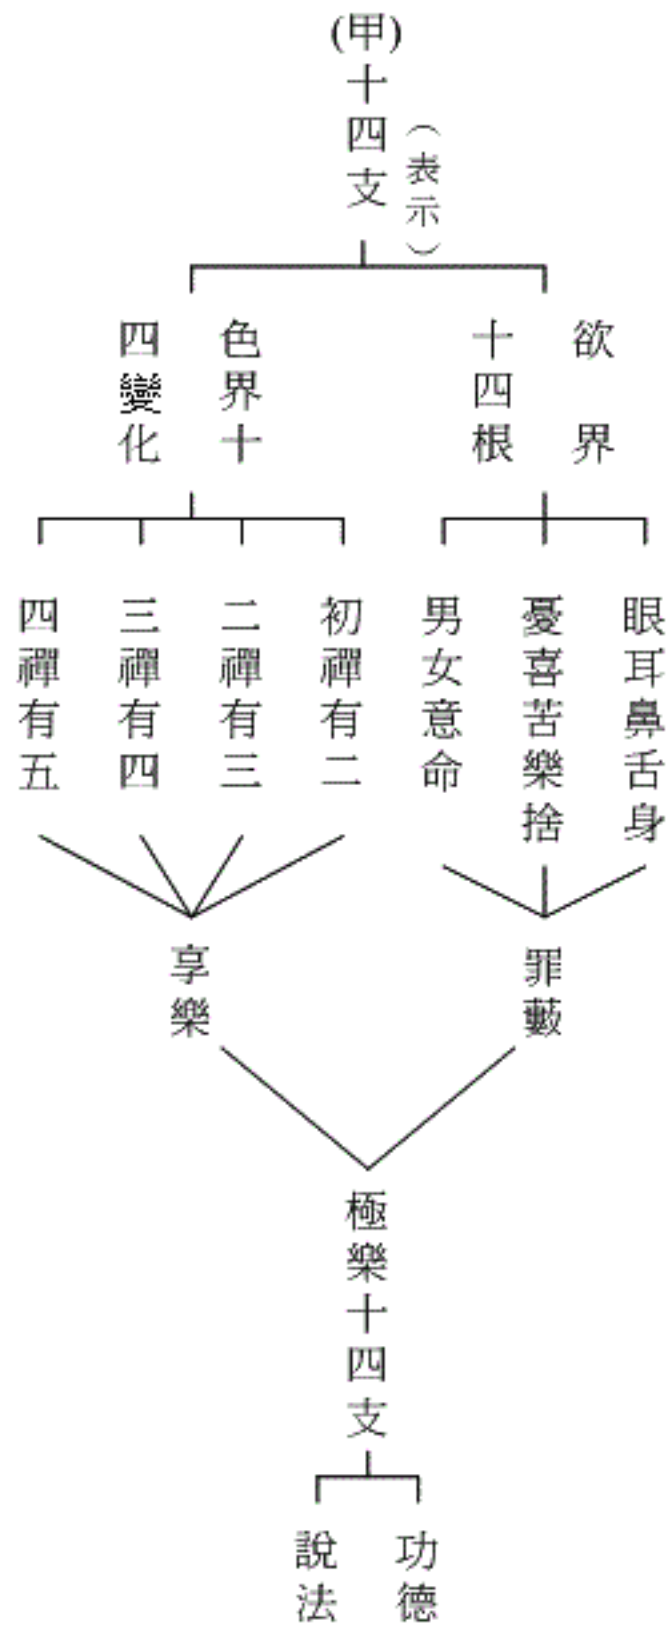 (甲)十四支
（表示）
欲界
十四根
色界十
四變化
眼耳鼻舌身
憂喜苦樂捨
男女意命
初禪有二
二禪有三
三禪有四
四禪有五
罪藪
享樂
極樂十四支
功德
說法